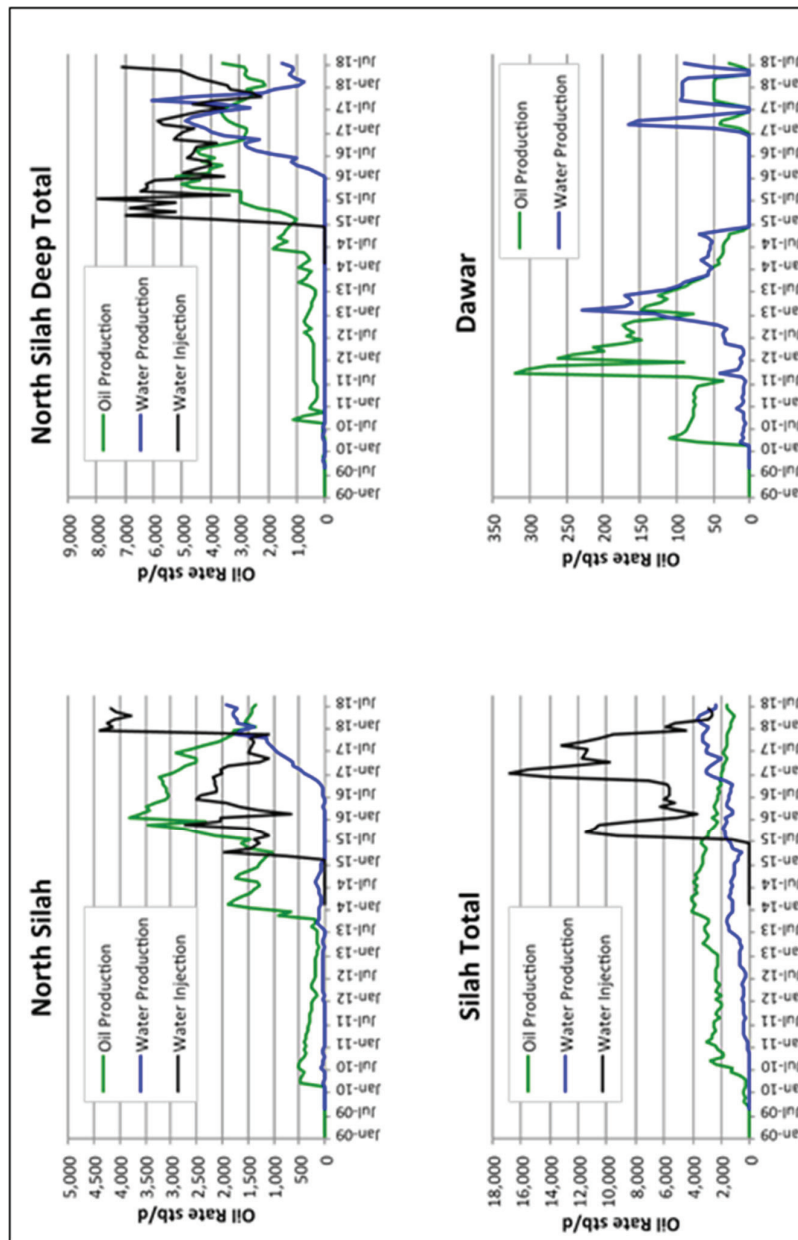 North Silah
5,000
4,500
4,000
3,500
3,000
2,500
2,000
1,500
1,000
500
0
Oil Rate stb/d
Oil Production
Water Production
Water Injection
Jan-09 Jul-09 Jan-10 Jul-10 Jan-11 Jul-11 Jan-12 Jul-12 Jan-13 Jul-13 Jan-14 Jul-14 Jan-15 Jul-15 Jan-16 Jul-16 Jan-17 Jul-17 Jan-18 Jul-18
North Silah Deep Total
9,000
8,000
7,000
6,000
5,000
4,000
3,000
2,000
1,000
0
Oil Rate stb/d
Oil Production
Water Production
Water Injection
Jan-09 Jul-09 Jan-10 Jul-10 Jan-11 Jul-11 Jan-12 Jul-12 Jan-13 Jul-13 Jan-14 Jul-14 Jan-15 Jul-15 Jan-16 Jul-16 Jan-17 Jul-17 Jan-18 Jul-18
Silah Total
18,000
16,000
14,000
12,000
10,000
8,000
6,000
4,000
2,000
0
Oil Rate stb/d
Oil Production
Water Production
Water Injection
Jan-09 Jul-09 Jan-10 Jul-10 Jan-11 Jul-11 Jan-12 Jul-12 Jan-13 Jul-13 Jan-14 Jul-14 Jan-15 Jul-15 Jan-16 Jul-16 Jan-17 Jul-17 Jan-18 Jul-18
Dawar
350
300
250
200
150
100
50
0
Oil Rate stb/d
Oil Production
Water Production
Jan-09 Jul-09 Jan-10 Jul-10 Jan-11 Jul-11 Jan-12 Jul-12 Jan-13 Jul-13 Jan-14 Jul-14 Jan-15 Jul-15 Jan-16 Jul-16 Jan-17 Jul-17 Jan-18 Jul-18